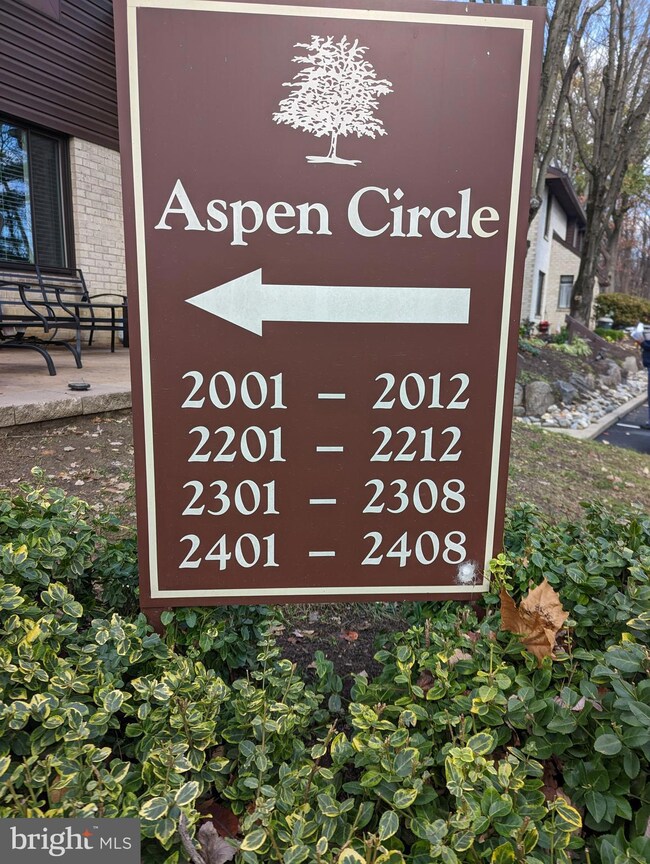 Aspen Circle
2001 – 2012
2201 – 2212
2301 – 2308
2401 – 2408
bright MLS